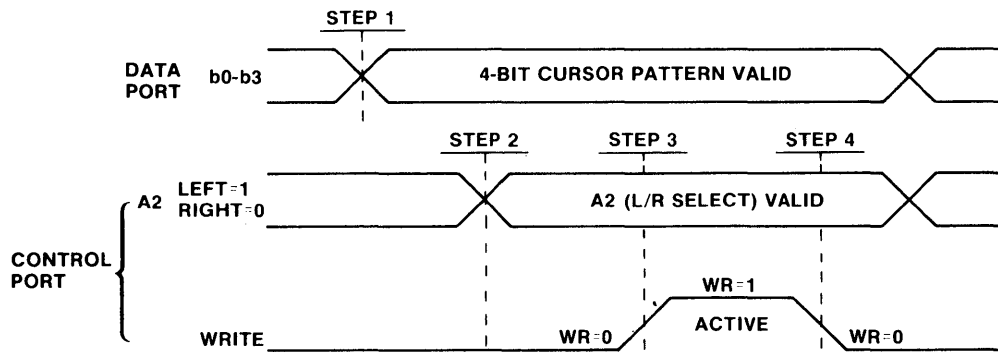 STEP 1
DATA PORT b0-b3
4-BIT CURSOR PATTERN VALID
STEP 2 STEP 3 STEP 4
CONTROL PORT
A2 LEFT=1
RIGHT=0
A2 (L/R SELECT) VALID
WRITE
WR=0
WR=1
ACTIVE
WR=0